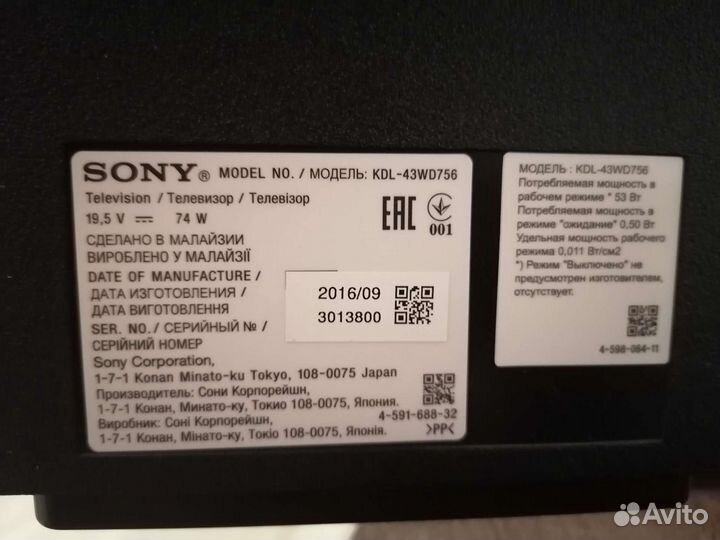 SONY® MODEL NO. / МОДЕЛЬ: KDL-43WD756
Television / Телевизор / Телевізор
19,5 V ⎓ 74 W
EAC
001
СДЕЛАНО В МАЛАЙЗИИ
ВИРОБЛЕНО У МАЛАЙЗІЇ
DATE OF MANUFACTURE /
ДАТА ИЗГОТОВЛЕНИЯ /
ДАТА ВИГОТОВЛЕННЯ
SER. NO./ СЕРИЙНЫЙ № /
СЕРІЙНИЙ НОМЕР
2016/09
3013800
Sony Corporation,
1-7-1 Konan Minato-ku Tokyo, 108-0075 Japan
Производитель: Сони Корпорейшн,
1-7-1 Конан, Минато-ку, Токио 108-0075, Япония.
Виробник: Соні Корпорейшн,
1-7-1 Конан, Мінато-ку, Токіо 108-0075, Японія.
4-591-688-32
>PP<
МОДЕЛЬ : KDL-43WD756
Потребляемая мощность в
рабочем режиме * 53 Вт
Потребляемая мощность в
режиме "ожидание" 0,50 Вт
Удельная мощность рабочего
режима 0,011 Вт/см2
*) Режим "Выключено" не
предусмотрен изготовителем,
отсутствует.
4-598-084-11
Avito